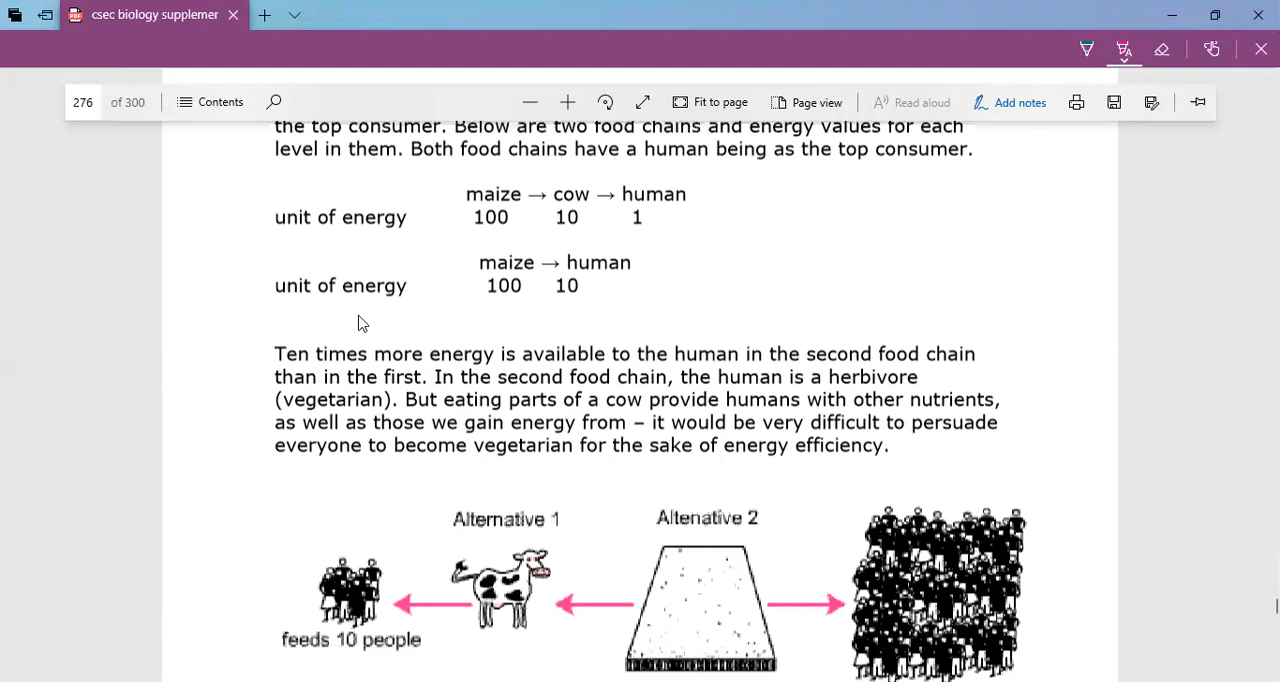 csec biology supplemer
276 of 300 Contents Fit to page Page view Read aloud Add notes
the top consumer. Below are two food chains and energy values for each
level in them. Both food chains have a human being as the top consumer.
maize → cow → human
unit of energy 100 10 1
maize → human
unit of energy 100 10
Ten times more energy is available to the human in the second food chain
than in the first. In the second food chain, the human is a herbivore
(vegetarian). But eating parts of a cow provide humans with other nutrients,
as well as those we gain energy from – it would be very difficult to persuade
everyone to become vegetarian for the sake of energy efficiency.
Alternative 1 Altenative 2
feeds 10 people